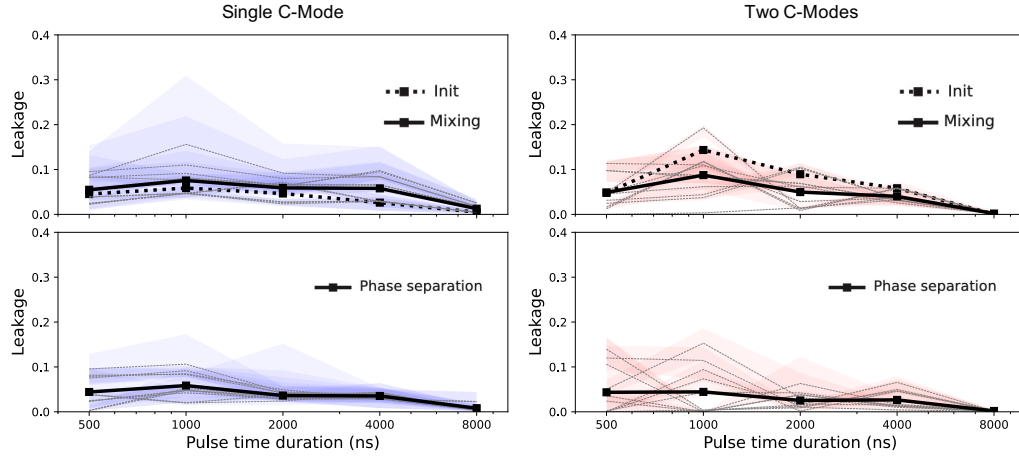 Single C-Mode
Two C-Modes
0.4
0.3
0.2
0.1
0.0
Leakage
Init
Mixing
0.4
0.3
0.2
0.1
0.0
Leakage
Init
Mixing
0.4
0.3
0.2
0.1
0.0
Leakage
Phase separation
500
1000
2000
4000
8000
Pulse time duration (ns)
0.4
0.3
0.2
0.1
0.0
Leakage
Phase separation
500
1000
2000
4000
8000
Pulse time duration (ns)